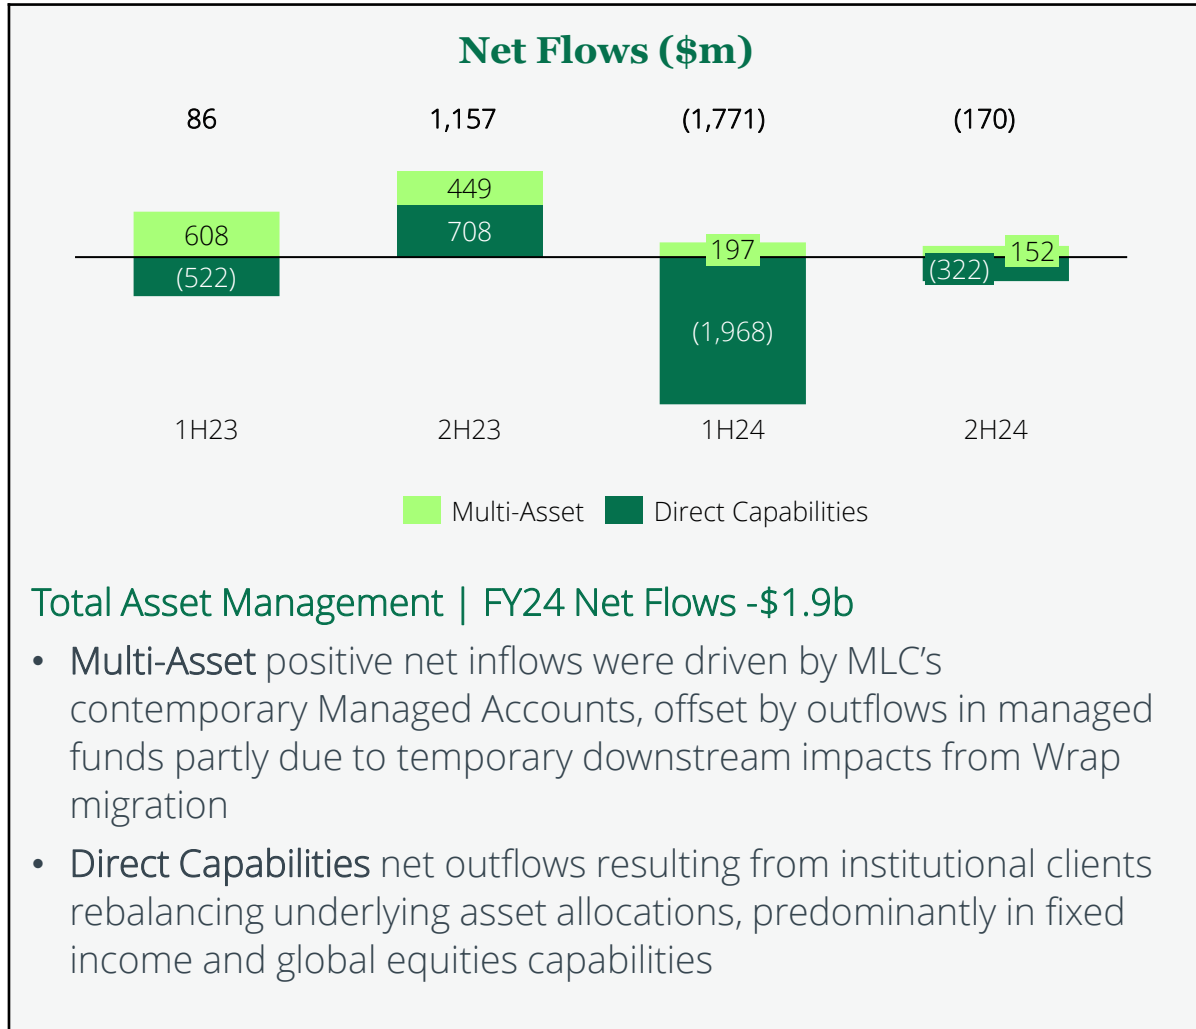 Net Flows ($m)
86 1,157 (1,771) (170)
449
608 708 197 152
(522) (322)
(1,968)
1H23 2H23 1H24 2H24
Multi-Asset Direct Capabilities
Total Asset Management | FY24 Net Flows -$1.9b
• Multi-Asset positive net inflows were driven by MLC’s
contemporary Managed Accounts, offset by outflows in managed
funds partly due to temporary downstream impacts from Wrap
migration
• Direct Capabilities net outflows resulting from institutional clients
rebalancing underlying asset allocations, predominantly in fixed
income and global equities capabilities